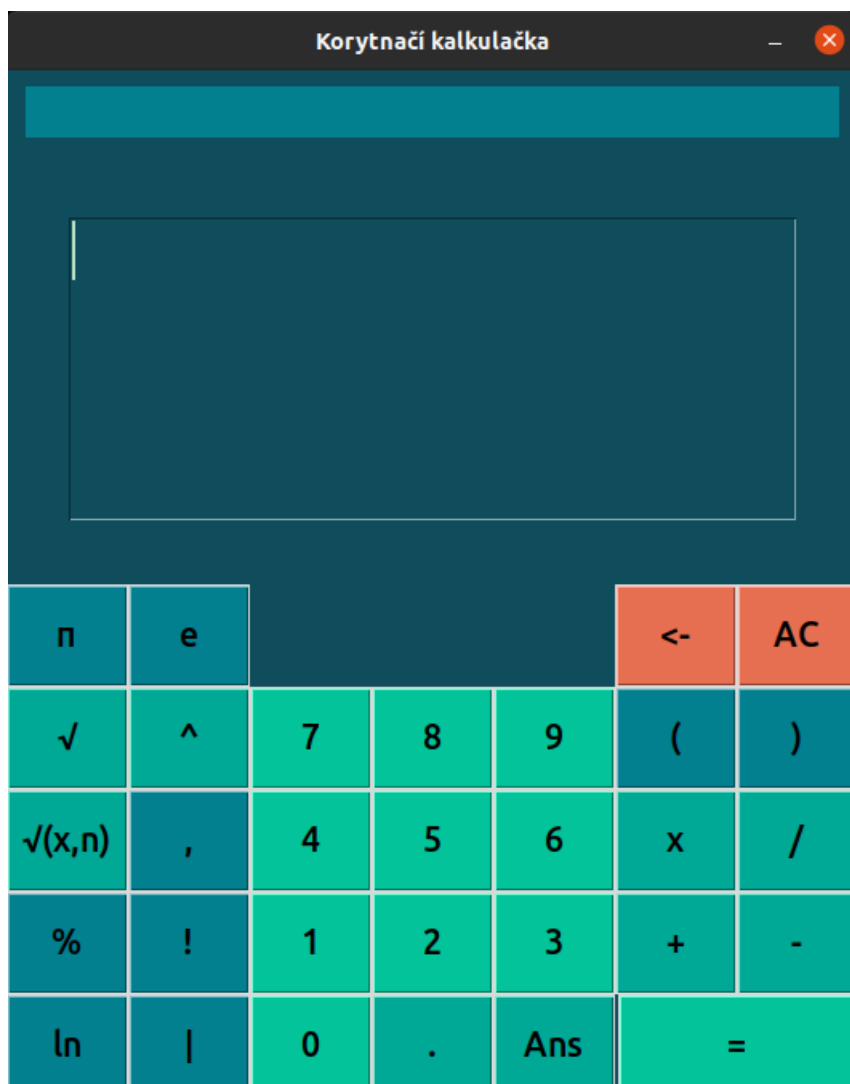 Korytnačí kalkulačka
π e <- AC
√ ^ 7 8 9 ( )
√(x,n) , 4 5 6 x /
% ! 1 2 3 + -
ln | 0 . Ans =